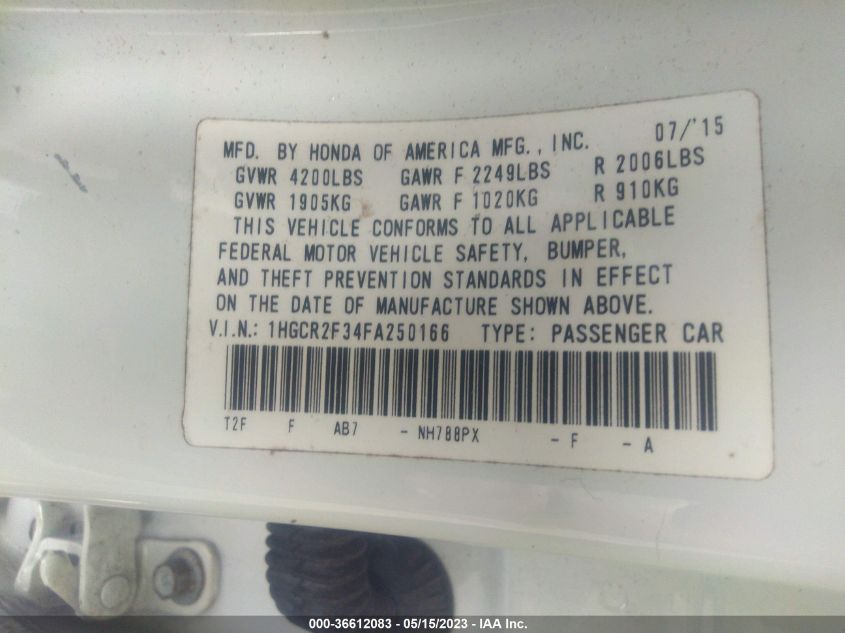 07/'15
MFD. BY HONDA OF AMERICA MFG., INC.
GVWR 4200LBS GAWR F 2249LBS R 2006LBS
GVWR 1905KG GAWR F 1020KG R 910KG
THIS VEHICLE CONFORMS TO ALL APPLICABLE
FEDERAL MOTOR VEHICLE SAFETY, BUMPER,
AND THEFT PREVENTION STANDARDS IN EFFECT
ON THE DATE OF MANUFACTURE SHOWN ABOVE.
V.I.N.: 1HGCR2F34FA250166 TYPE: PASSENGER CAR
T2F F AB7 - NH788PX - F - A
000-36612083 - 05/15/2023 - IAA Inc.